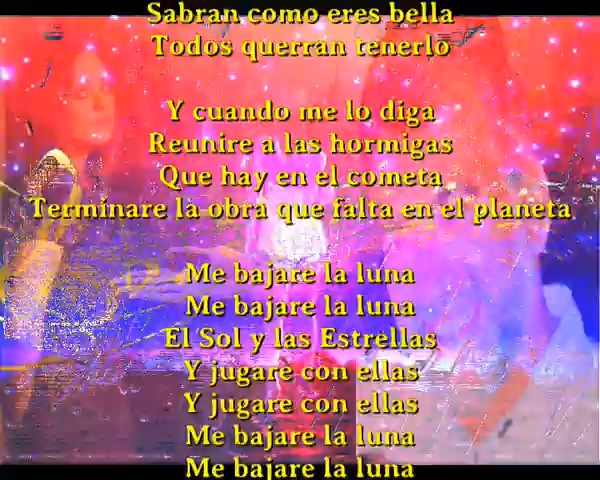 Sabran como eres bella
Todos querran tenerlo
Y cuando me lo diga
Reunire a las hormigas
Que hay en el cometa
Terminare la obra que falta en el planeta
Me bajare la luna
Me bajare la luna
El Sol y las Estrellas
Y jugare con ellas
Y jugare con ellas
Me bajare la luna
Me bajare la luna